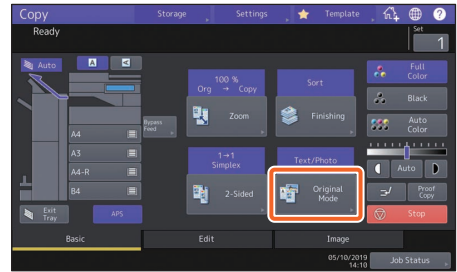 Copy
Storage
Settings
Template
?
Ready
Set
1
Auto
A
100 %
Org → Copy
Zoom
Sort
Finishing
Full
Color
Black
Auto
Color
Bypass
Feed
A4
A3
A4-R
B4
1→1
Simplex
2-Sided
Text/Photo
Original
Mode
Auto
Proof
Copy
Exit
Tray
APS
Stop
Basic
Edit
Image
05/10/2019
14:10
Job Status